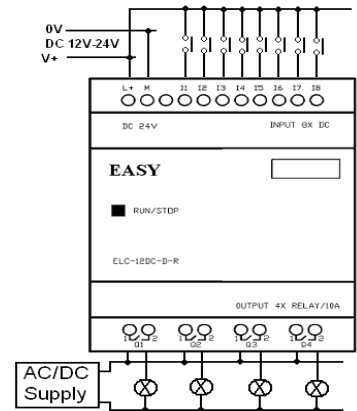 0V
DC 12V-24V
V+
L+ M I1 I2 I3 I4 I5 I6 I7 I8
DC 24V INPUT 8X DC
EASY
RUN/STOP
ELC-12DC-D-R
OUTPUT 4X RELAY/10A
1 2 1 2 1 2 1 2
Q1 Q2 Q3 Q4
AC/DC
Supply